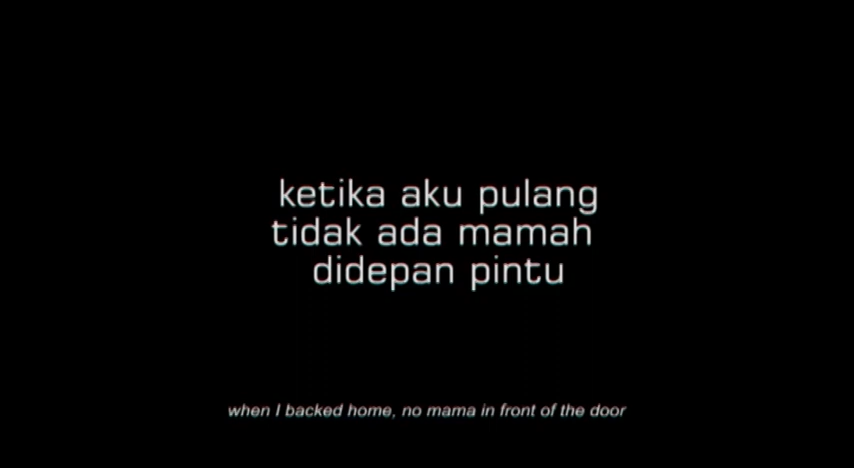 ketika aku pulang
tidak ada mamah
didepan pintu
when I backed home, no mama in front of the door